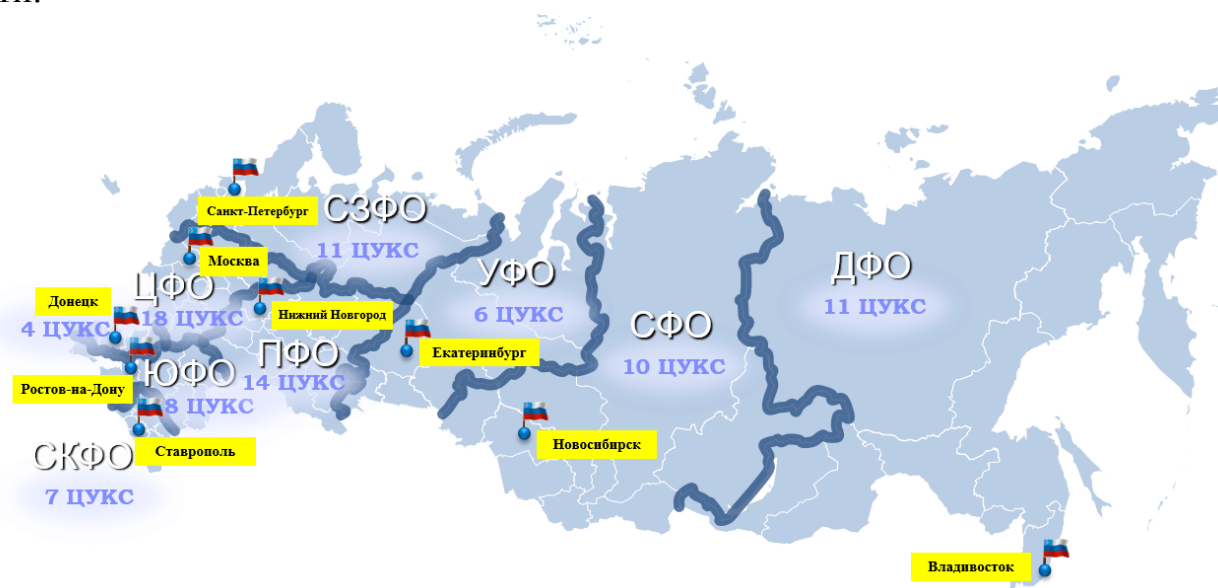 Санкт-Петербург
СЗФО
11 ЦУКС
Москва
ЦФО
18 ЦУКС
Донецк
4 ЦУКС
Нижний Новгород
ПФО
14 ЦУКС
УФО
6 ЦУКС
Екатеринбург
СФО
10 ЦУКС
ДФО
11 ЦУКС
Ростов-на-Дону
ЮФО
8 ЦУКС
Ставрополь
СКФО
7 ЦУКС
Новосибирск
Владивосток